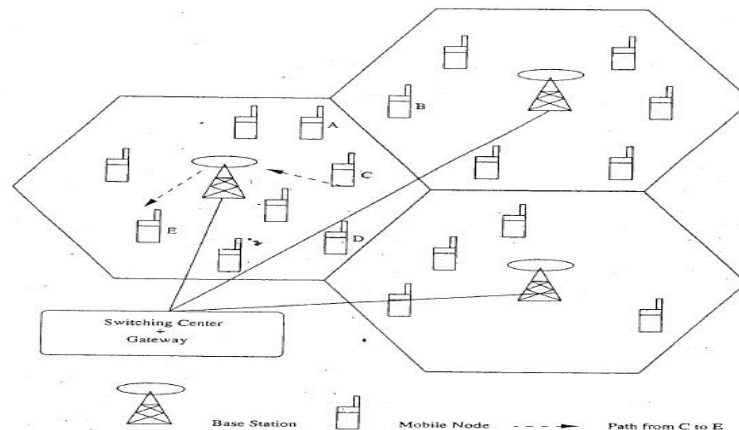 A
B
C
E
D
Switching Center
+
Gateway
Base Station
Mobile Node
Path from C to E